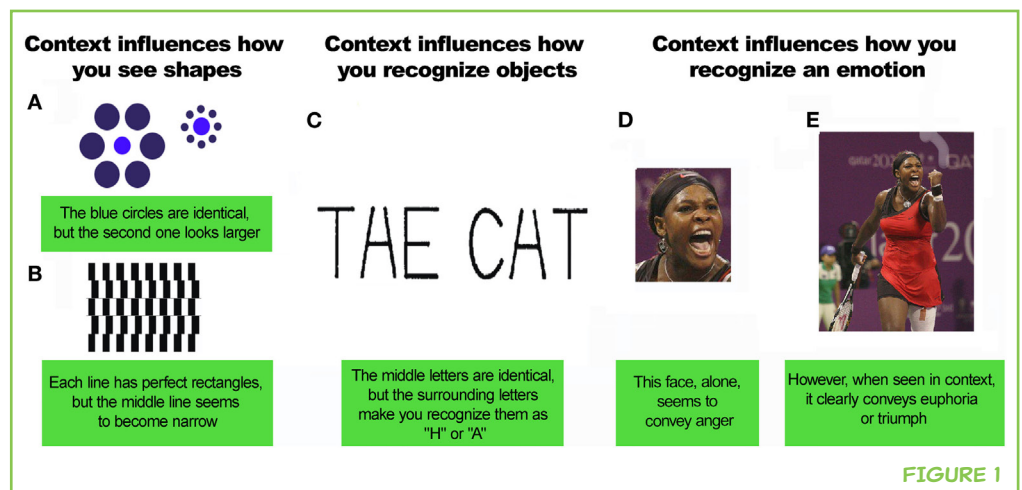 Context influences how
you see shapes
A
The blue circles are identical,
but the second one looks larger
B
Each line has perfect rectangles,
but the middle line seems
to become narrow
Context influences how
you recognize objects
C
THE CAT
The middle letters are identical,
but the surrounding letters
make you recognize them as
"H" or "A"
Context influences how you
recognize an emotion
D
This face, alone,
seems to
convey anger
E
However, when seen in context,
it clearly conveys euphoria
or triumph
FIGURE 1